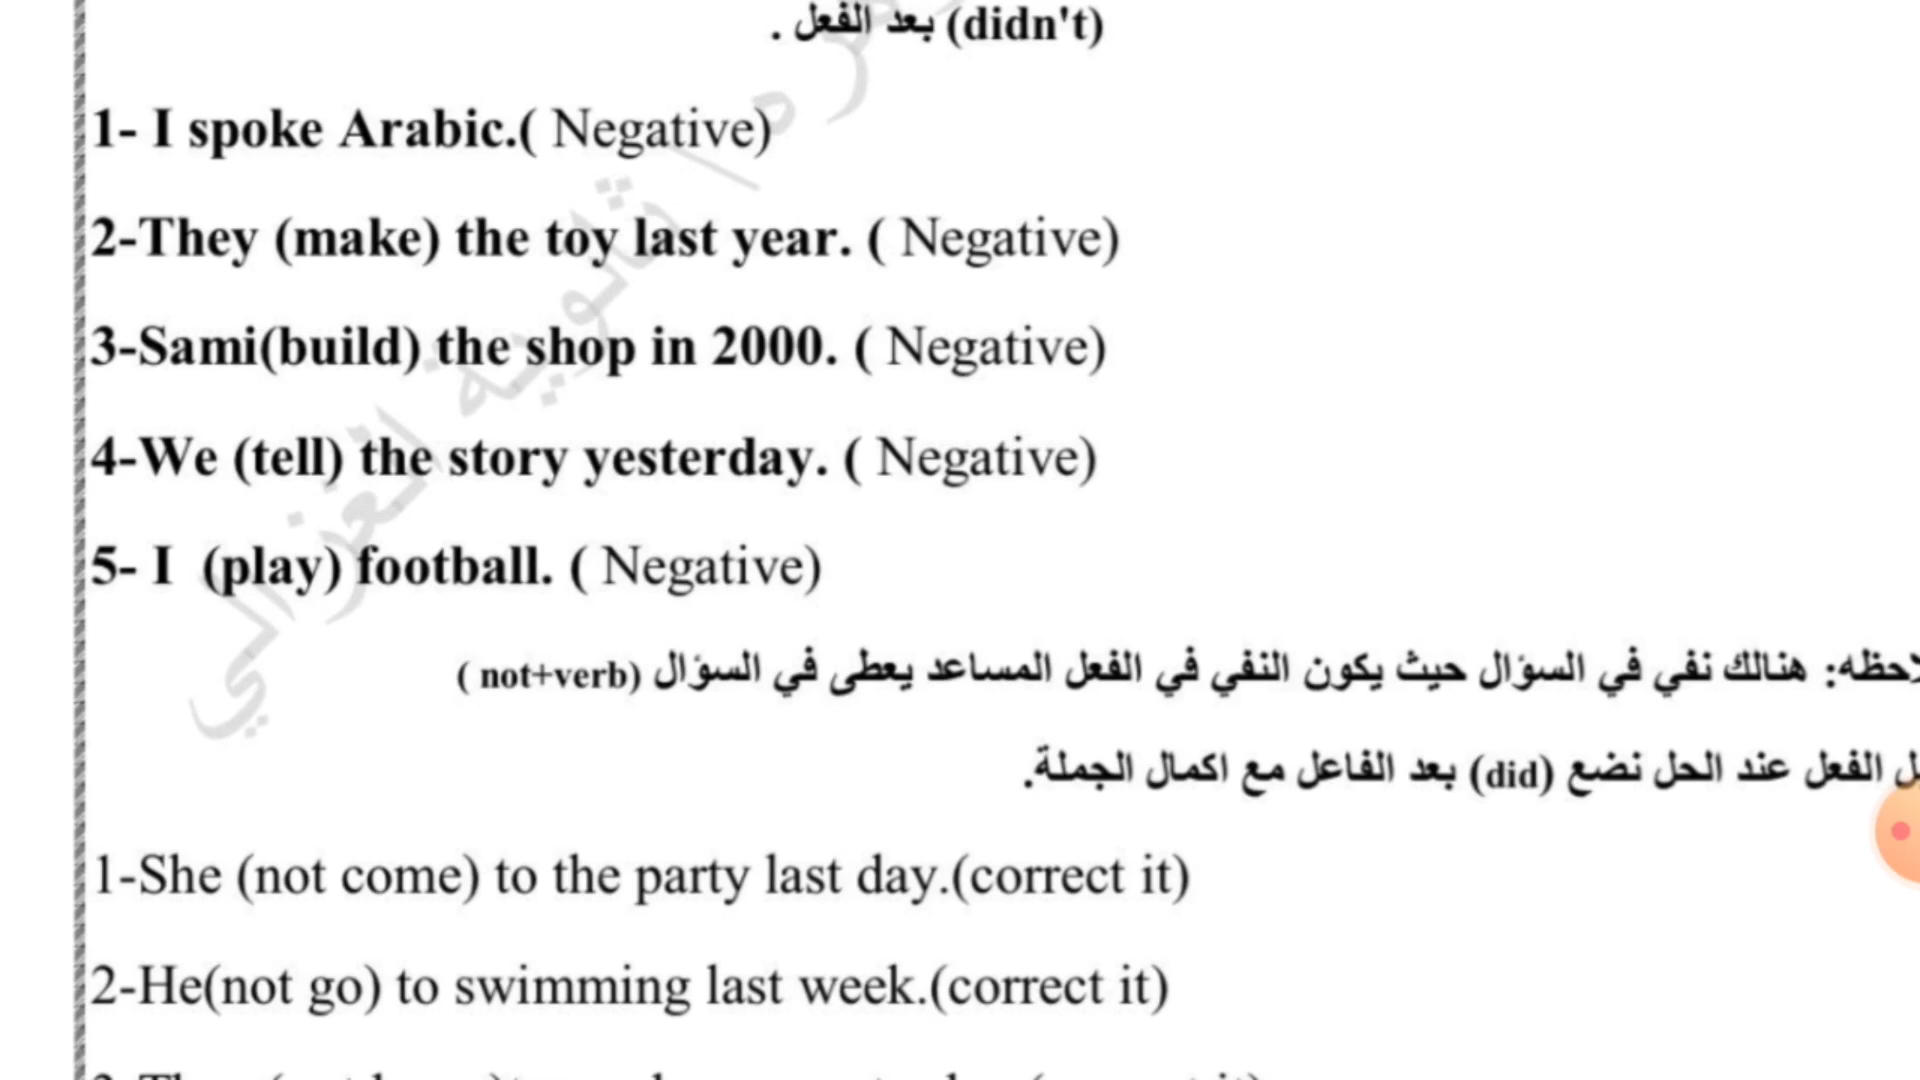 (didn't) بعد الفعل .
1- I spoke Arabic.( Negative)
2-They (make) the toy last year. ( Negative)
3-Sami(build) the shop in 2000. ( Negative)
4-We (tell) the story yesterday. ( Negative)
5- I (play) football. ( Negative)
هنالك نفي في السؤال حيث يكون النفي في الفعل المساعد يعطى في السؤال (not+verb )
الفعل عند الحل نضع (did) بعد الفاعل مع اكمال الجملة.
1-She (not come) to the party last day.(correct it)
2-He(not go) to swimming last week.(correct it)
ثانوية الغزالي